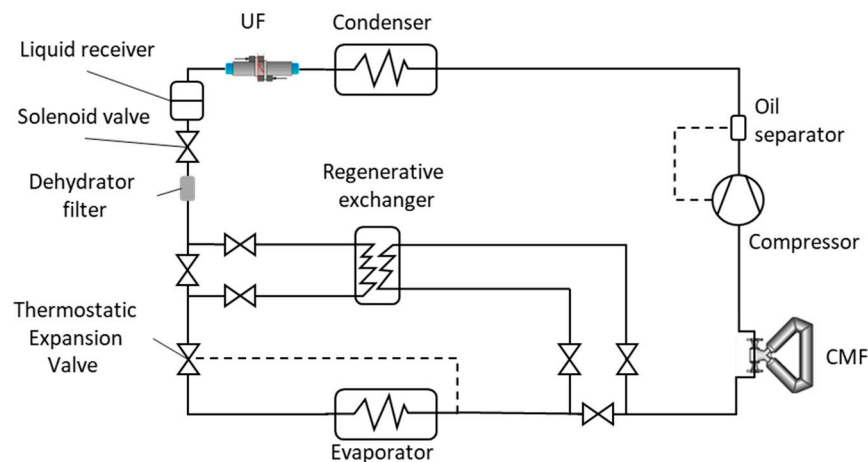 UF
Condenser
Liquid receiver
Solenoid valve
Oil
separator
Dehydrator
filter
Regenerative
exchanger
Compressor
Thermostatic
Expansion
Valve
CMF
Evaporator